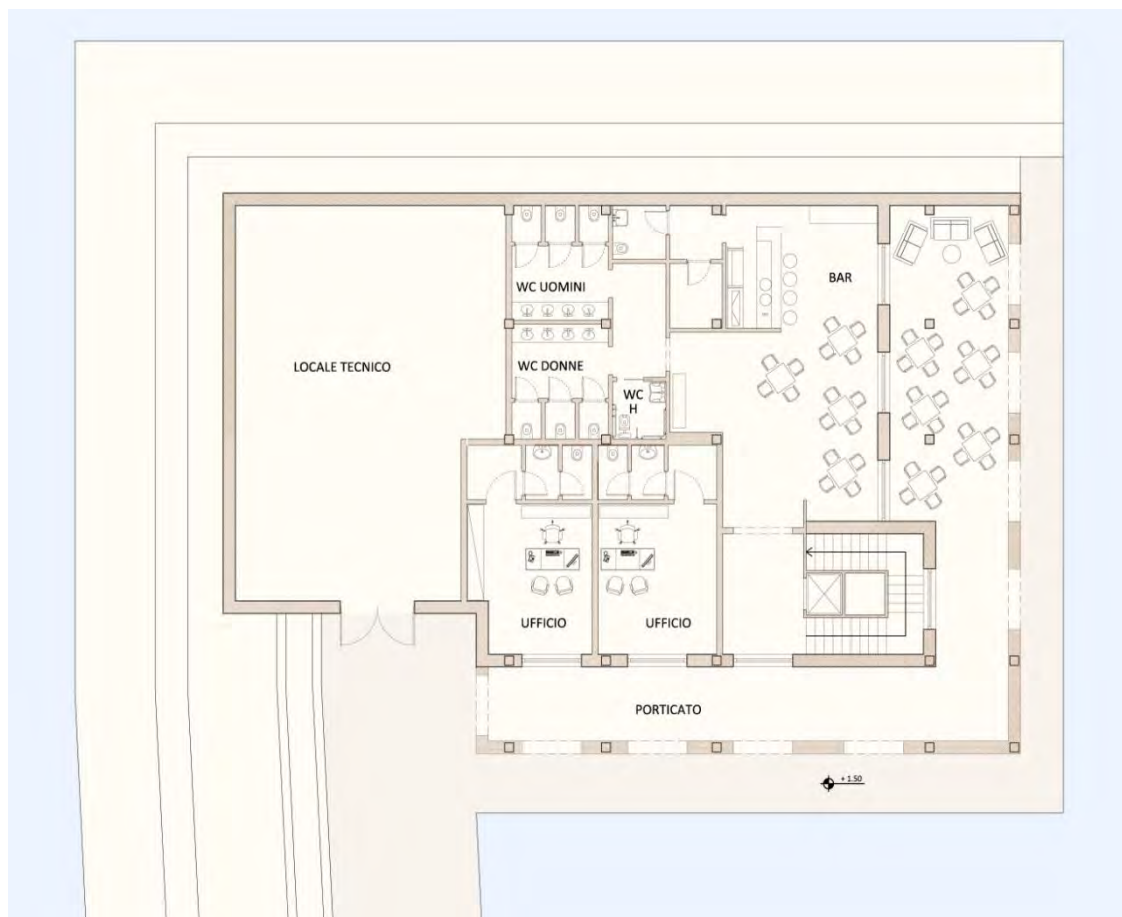 BAR
WC UOMINI
LOCALE TECNICO
WC DONNE
WC
H
UFFICIO
UFFICIO
PORTICATO
+ 1.50